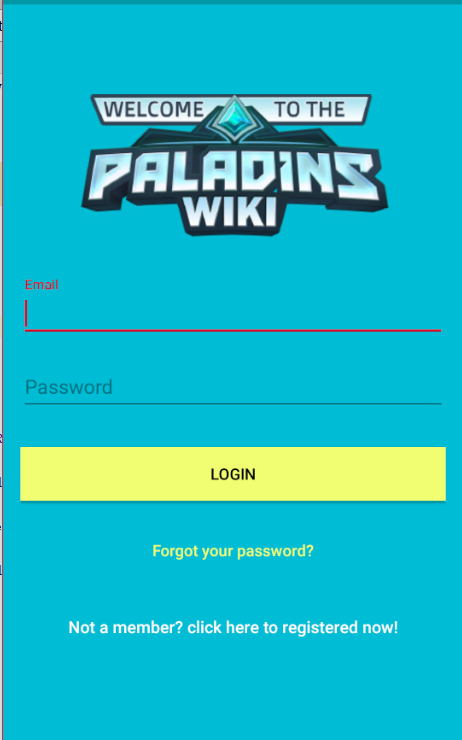 WELCOME TO THE
PALADINS
WIKI
Email
Password
LOGIN
Forgot your password?
Not a member? click here to registered now!